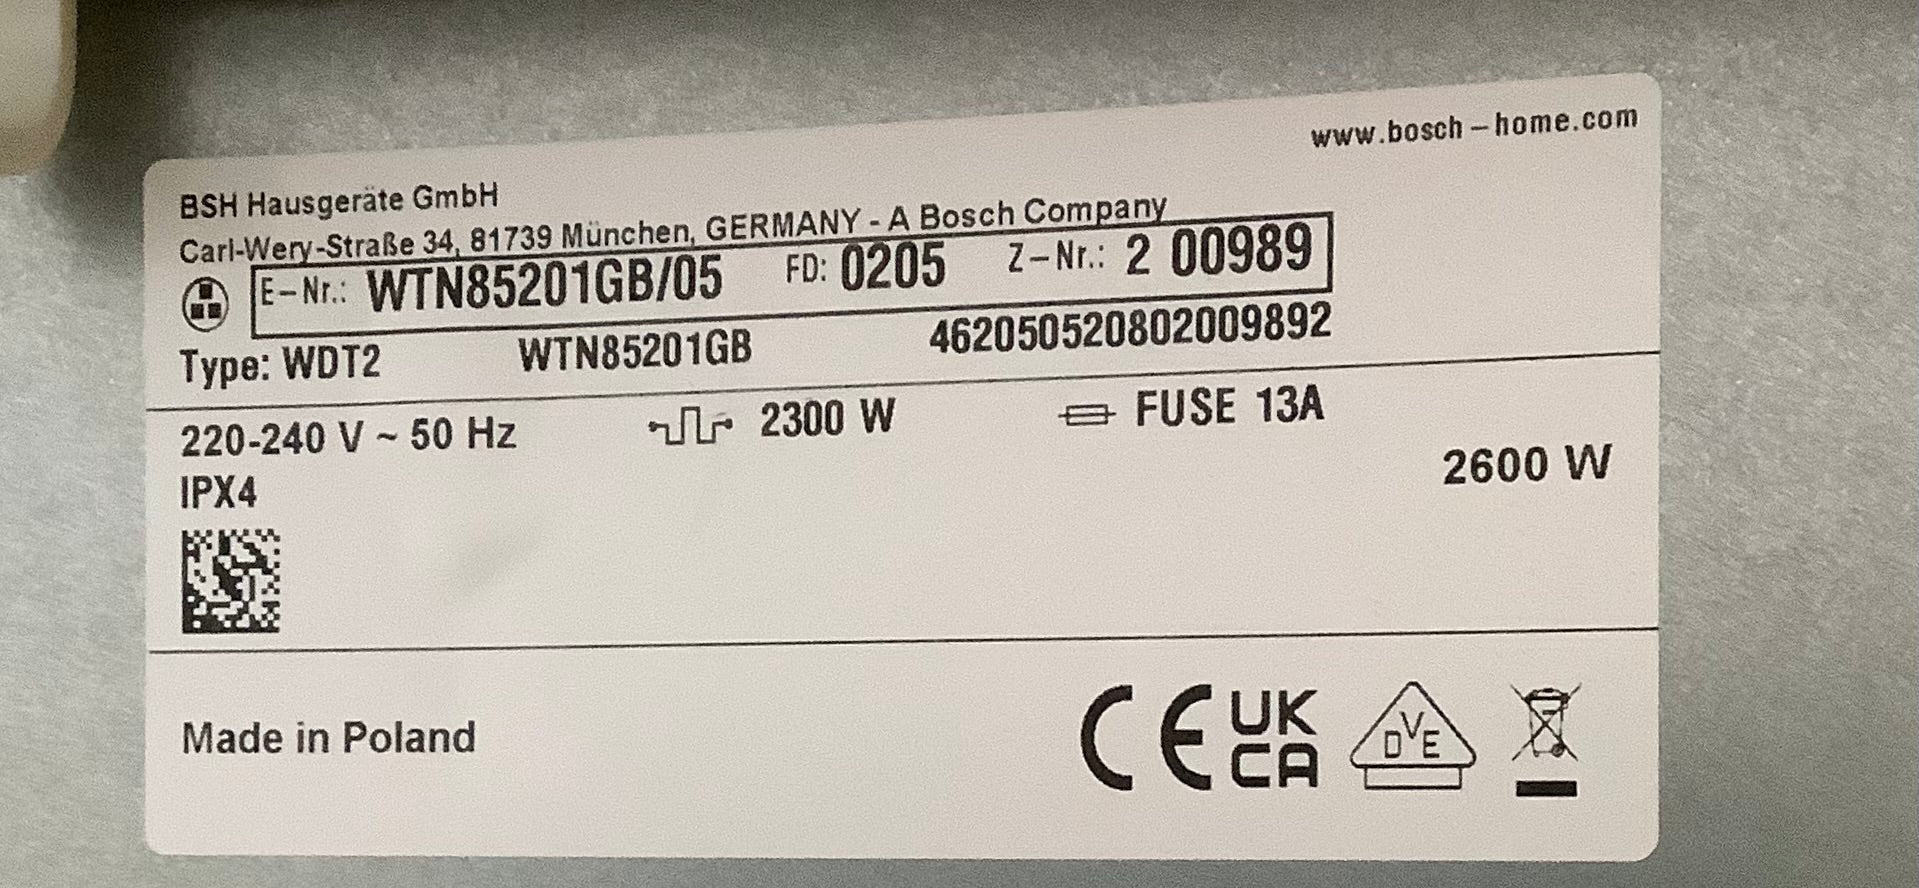 www.bosch-home.com
BSH Hausgeräte GmbH
Carl-Wery-Straße 34, 81739 München, GERMANY - A Bosch Company
E-Nr.: WTN85201GB/05 FD: 0205 Z-Nr.: 2 00989
Type: WDT2 WTN85201GB 462050520802009892
220-240 V ~ 50 Hz 2300 W FUSE 13A
2600 W
IPX4
Made in Poland
CE UK CA DVE